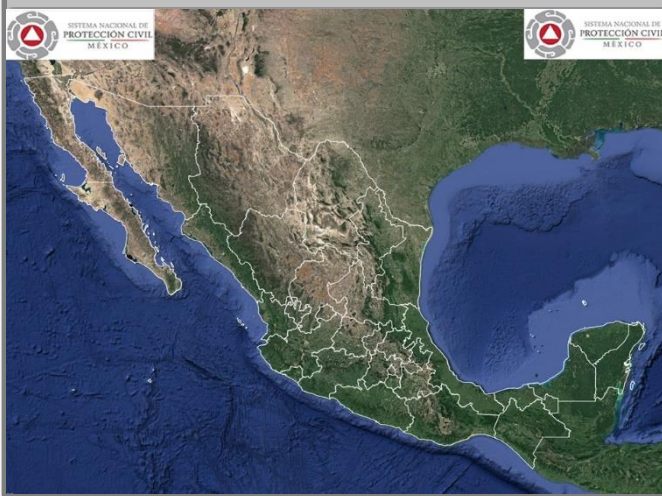 SISTEMA NACIONAL DE
PROTECCIÓN CIVIL
MÉXICO
SISTEMA NACIONAL DE
PROTECCIÓN CIVIL
MÉXICO